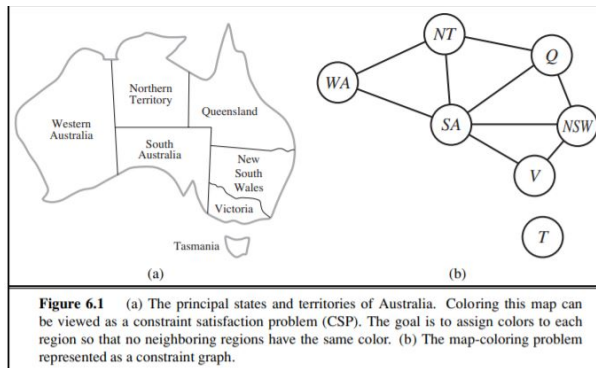 Western
Australia
Northern
Territory
Queensland
South
Australia
New
South
Wales
Victoria
Tasmania
(a)
NT
Q
WA
SA
NSW
V
T
(b)
Figure 6.1 (a) The principal states and territories of Australia. Coloring this map can
be viewed as a constraint satisfaction problem (CSP). The goal is to assign colors to each
region so that no neighboring regions have the same color. (b) The map-coloring problem
represented as a constraint graph.